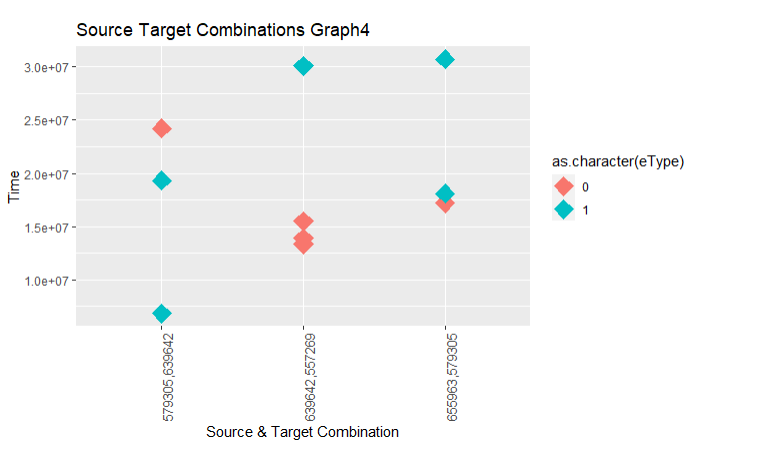 Source Target Combinations Graph4
3.0e+07
2.5e+07
2.0e+07
1.5e+07
1.0e+07
Time
579305,639642
639642,557269
655963,579305
Source & Target Combination
as.character(eType)
0
1